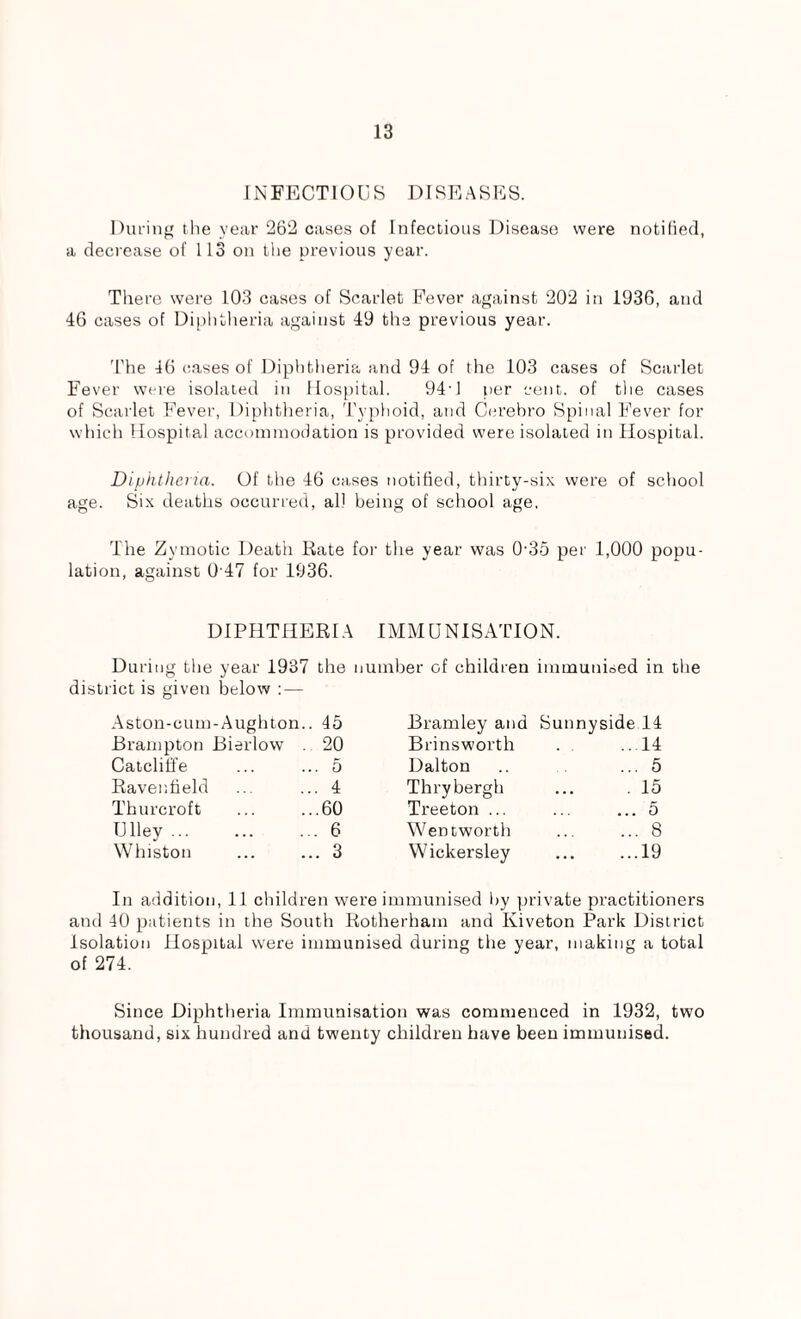 13
INFECTIOUS DISEASES.
During the year 262 cases of Infectious Disease were notified,
a decrease of 113 on the previous year.
There were 103 cases of Scarlet Fever against 202 in 1936, and
46 cases of Diphtheria against 49 the previous year.
The 46 cases of Diphtheria and 94 of the 103 cases of Scarlet
Fever were isolated in Hospital. 94·1 per cent. of the cases
of Scarlet Fever, Diphtheria, Typhoid, and Cerebro Spinal Fever for
which Hospital accommodation is provided were isolated in Hospital.
Diphtheria. Of the 46 cases notified, thirty-six were of school
age. Six deaths occurred, all being of school age.
The Zymotic Death Rate for the year was 0·35 per 1,000 popu-
lation, against 0·47 for 1936.
DIPHTHERIA IMMUNISATION.
During the year 1937 the number of children immunised in the
district is given below :—
Aston-cum-Aughton.. 45 Bramley and Sunnyside 14
Brampton Bierlow . 20 Brinsworth . ... 14
Catcliffe ... ... 5 Dalton .. ... 5
Ravenfield ... ... 4 Thrybergh ... . 15
Thurcroft ... ...60 Treeton ... ... ... 5
Ulley ... ... ... 6 Wentworth ... ... 8
Whiston ... ... 3 Wickersley ... ...19
In addition, 11 children were immunised by private practitioners
and 40 patients in the South Rotherham and Kiveton Park District
Isolation Hospital were immunised during the year, making a total
of 274.
Since Diphtheria Immunisation was commenced in 1932, two
thousand, six hundred and twenty children have been immunised.